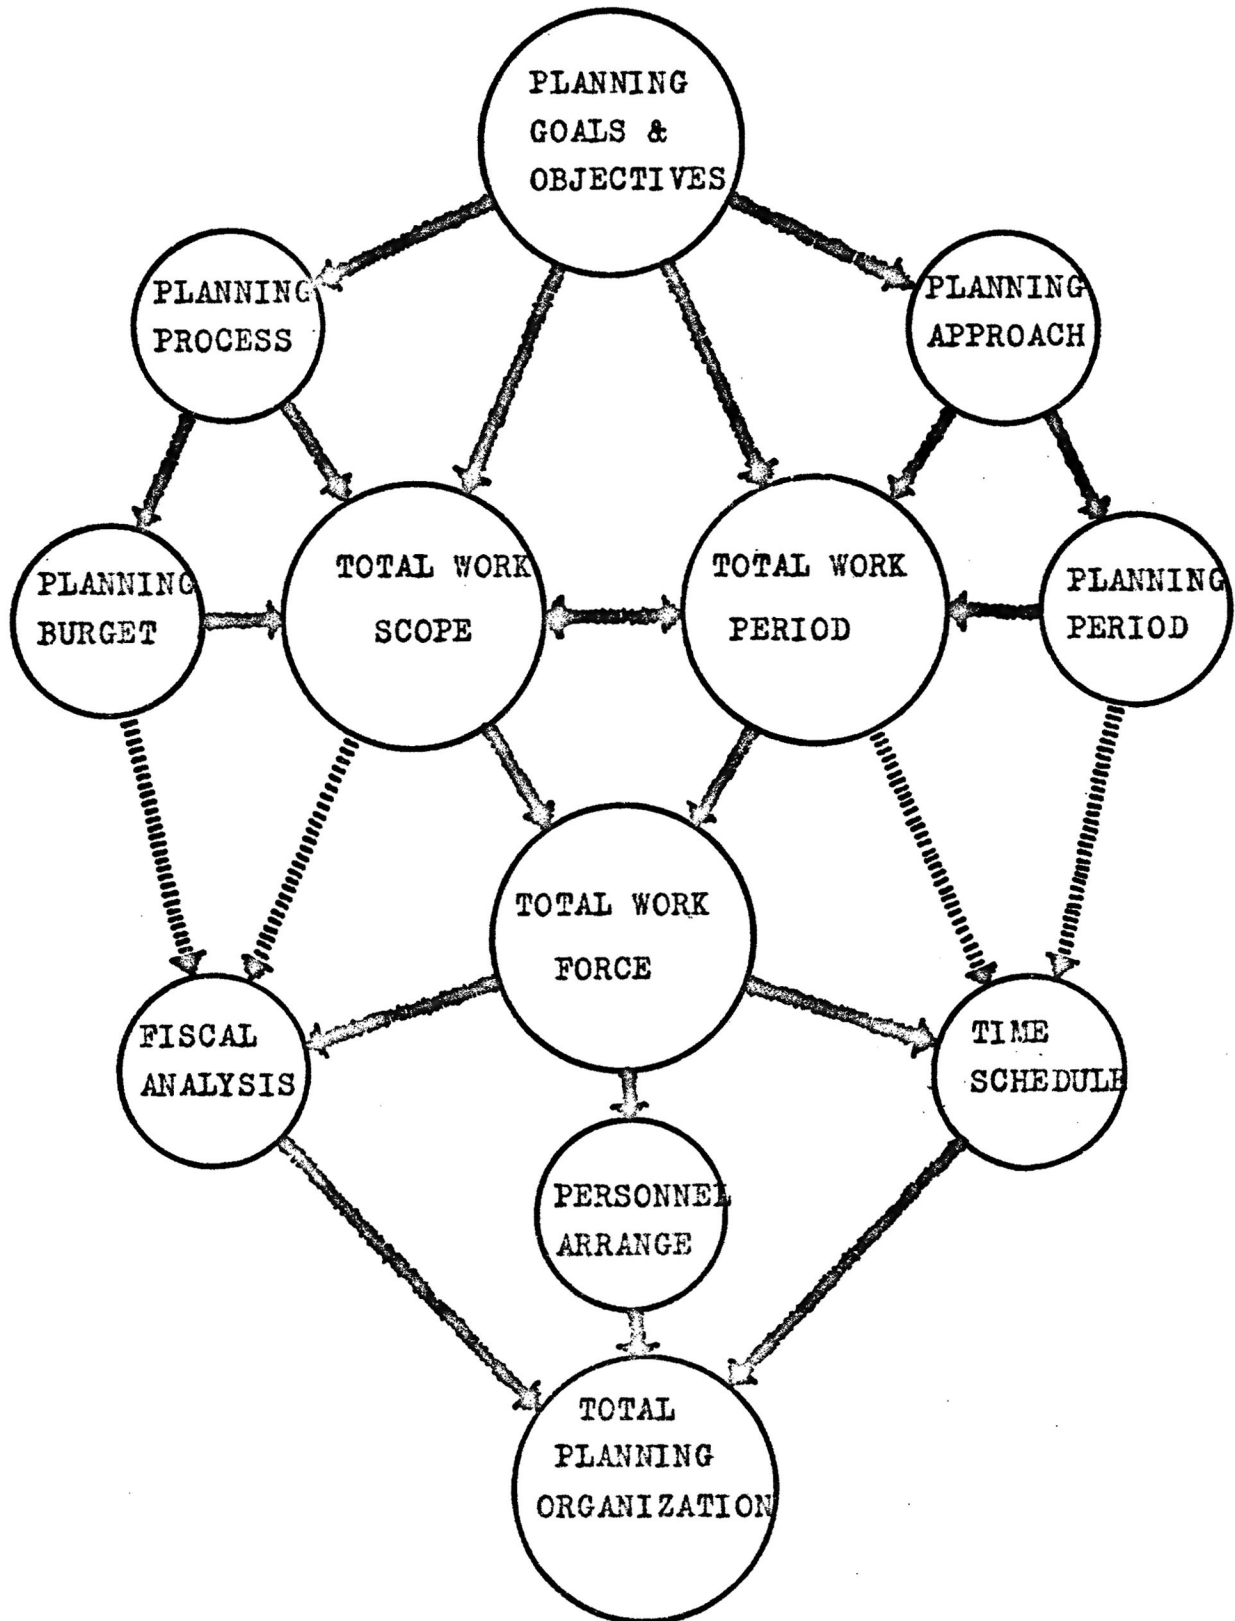 PLANNING
GOALS &
OBJECTIVES
PLANNING
PROCESS
PLANNING
APPROACH
PLANNING
BURGET
TOTAL WORK
SCOPE
TOTAL WORK
PERIOD
PLANNING
PERIOD
TOTAL WORK
FORCE
FISCAL
ANALYSIS
TIME
SCHEDULE
PERSONNEL
ARRANGE
TOTAL
PLANNING
ORGANIZATION